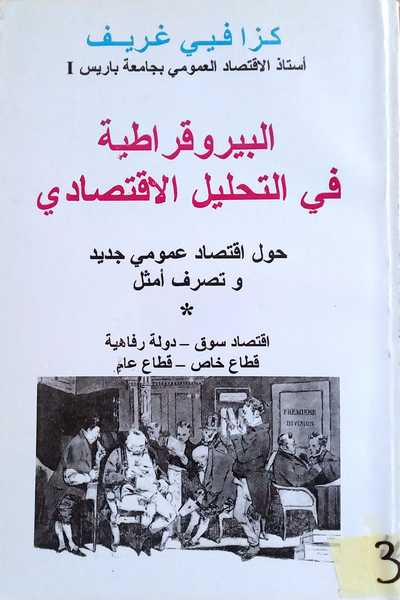 كزافيي غريف
أستاذ الاقتصاد العمومي بجامعة باريس I
البيروقراطية
في التحليل الاقتصادي
حول اقتصاد عمومي جديد
و تصرف أمثل
*
اقتصاد سوق – دولة رفاهية
قطاع خاص – قطاع عام
PREMIERE
DIVISION
3